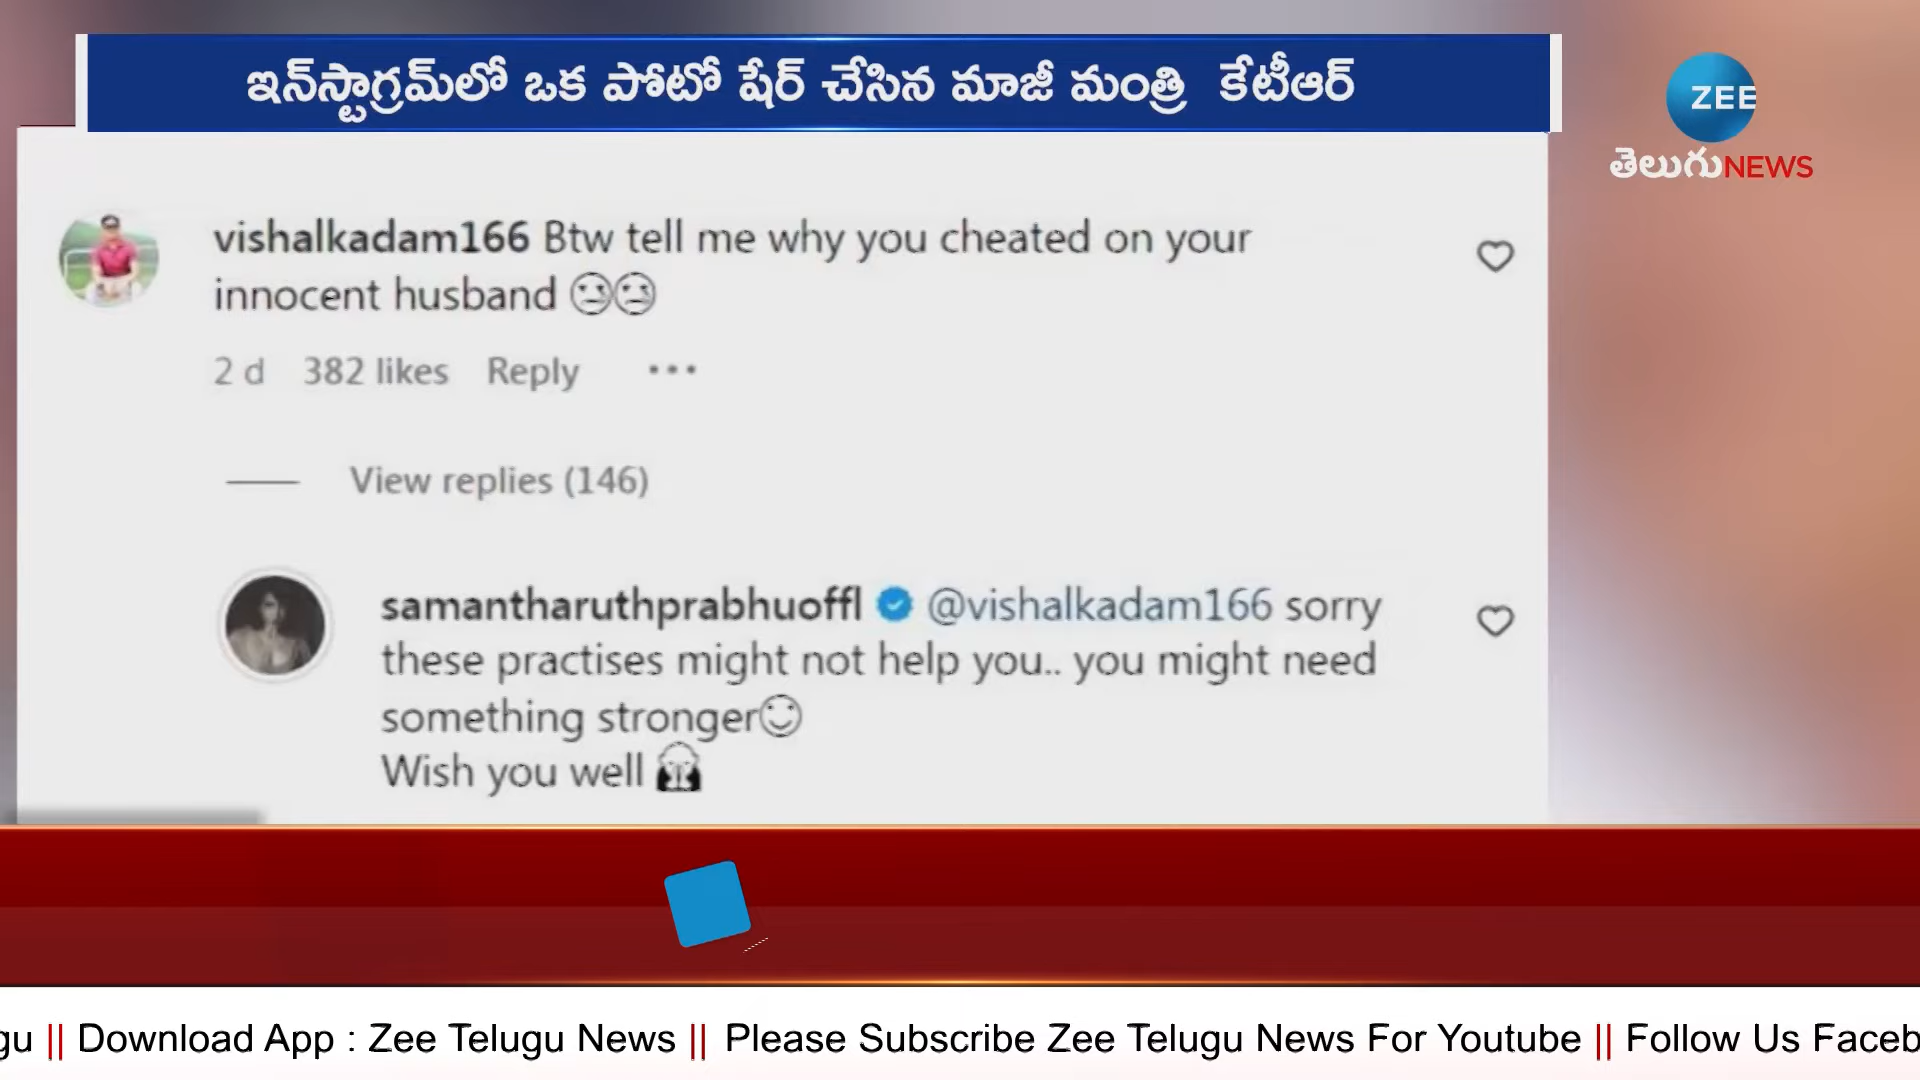 ఇన్‌స్టాగ్రమ్‌లో ఒక పోటో షేర్ చేసిన మాజీ మంత్రి కేటీఆర్
ZEE
తెలుగు NEWS
vishalkadam166 Btw tell me why you cheated on your
innocent husband 😒😒
2 d 382 likes Reply •••
View replies (146)
samantharuthprabhuoffl @vishalkadam166 sorry
these practises might not help you.. you might need
something stronger☺
Wish you well
gu || Download App : Zee Telugu News || Please Subscribe Zee Telugu News For Youtube || Follow Us Faceb